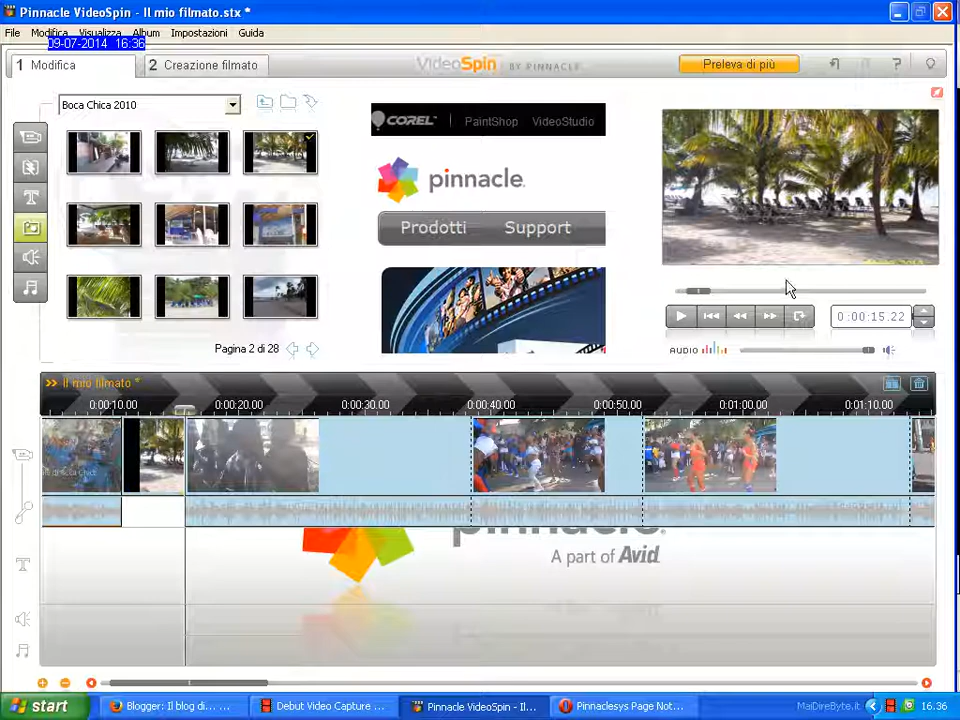 Pinnacle VideoSpin - Il mio filmato.stx *
File Modifica Visualizza Album Impostazioni Guida
09-07-2014 16:36
1 Modifica
2 Creazione filmato
VideoSpin BY PINNACLE
Preleva di più
?
Boca Chica 2010
COREL PaintShop VideoStudio
pinnacle.
Prodotti Support
T
Pagina 2 di 28
0:00:15.22
AUDIO
>> Il mio filmato *
0:00:10.00 0:00:20.00 0:00:30.00 0:00:40.00 0:00:50.00 0:01:00.00 0:01:10.00
pinnacle.
A part of Avid
T
start
Blogger: Il blog di...
Debut Video Capture ...
Pinnacle VideoSpin - Il...
Pinnaclesys Page Not...
MaiDireByte.it
16.36